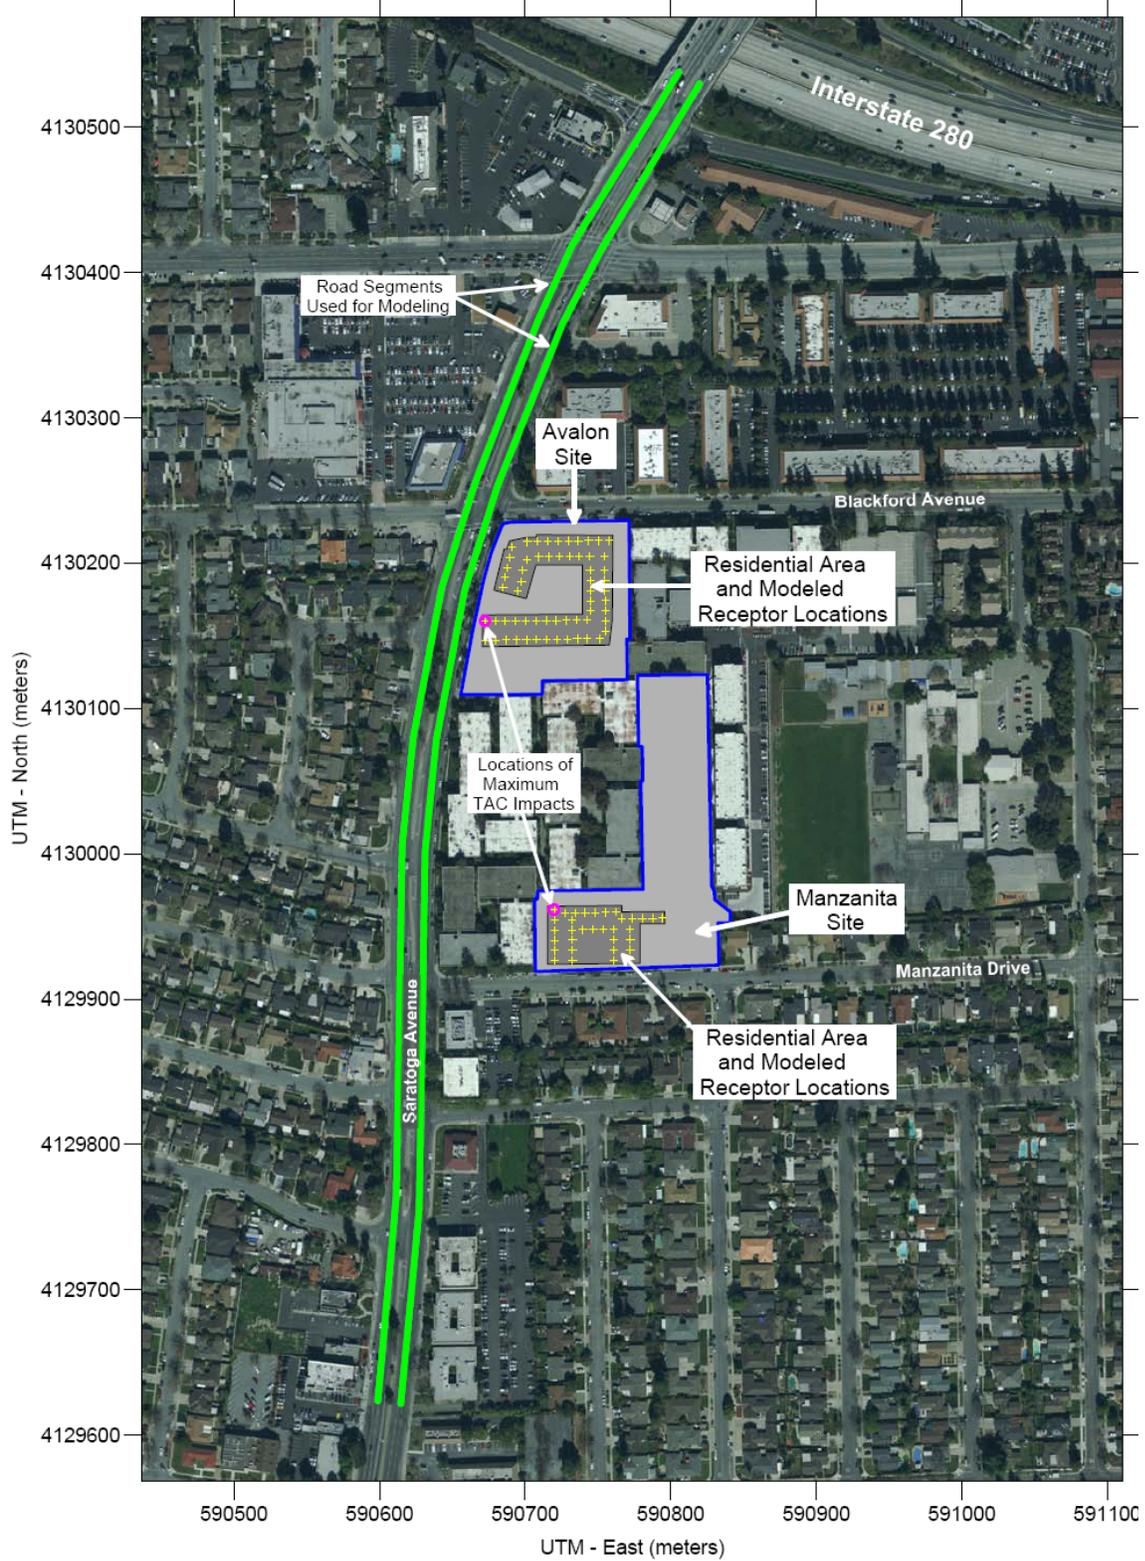 Interstate 280
4130500
4130400
Road Segments
Used for Modeling
4130300
Avalon
Site
Blackford Avenue
4130200
Residential Area
and Modeled
Receptor Locations
4130100
Locations of
Maximum
TAC Impacts
UTM - North (meters)
4130000
Manzanita
Site
Manzanita Drive
4129900
Saratoga Avenue
Residential Area
and Modeled
Receptor Locations
4129800
4129700
4129600
590500 590600 590700 590800 590900 591000 591100
UTM - East (meters)